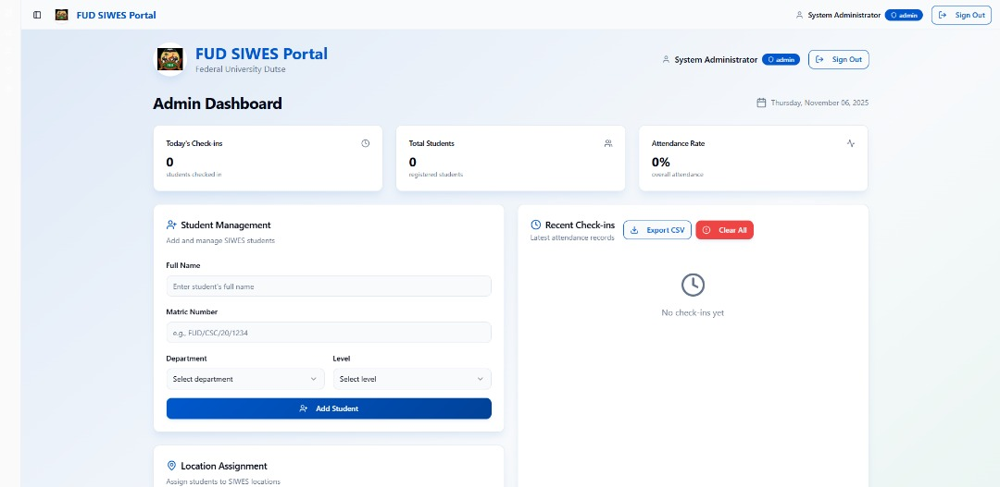 FUD SIWES Portal
System Administrator admin Sign Out
FUD SIWES Portal
Federal University Dutse
System Administrator admin Sign Out
Admin Dashboard
Thursday, November 06, 2025
Today's Check-ins
0
students checked in
Total Students
0
registered students
Attendance Rate
0%
overall attendance
Student Management
Add and manage SIWES students
Full Name
Enter student's full name
Matric Number
e.g., FUD/CSC/20/1234
Department Level
Select department Select level
Add Student
Location Assignment
Assign students to SIWES locations
Recent Check-ins
Latest attendance records
Export CSV Clear All
No check-ins yet